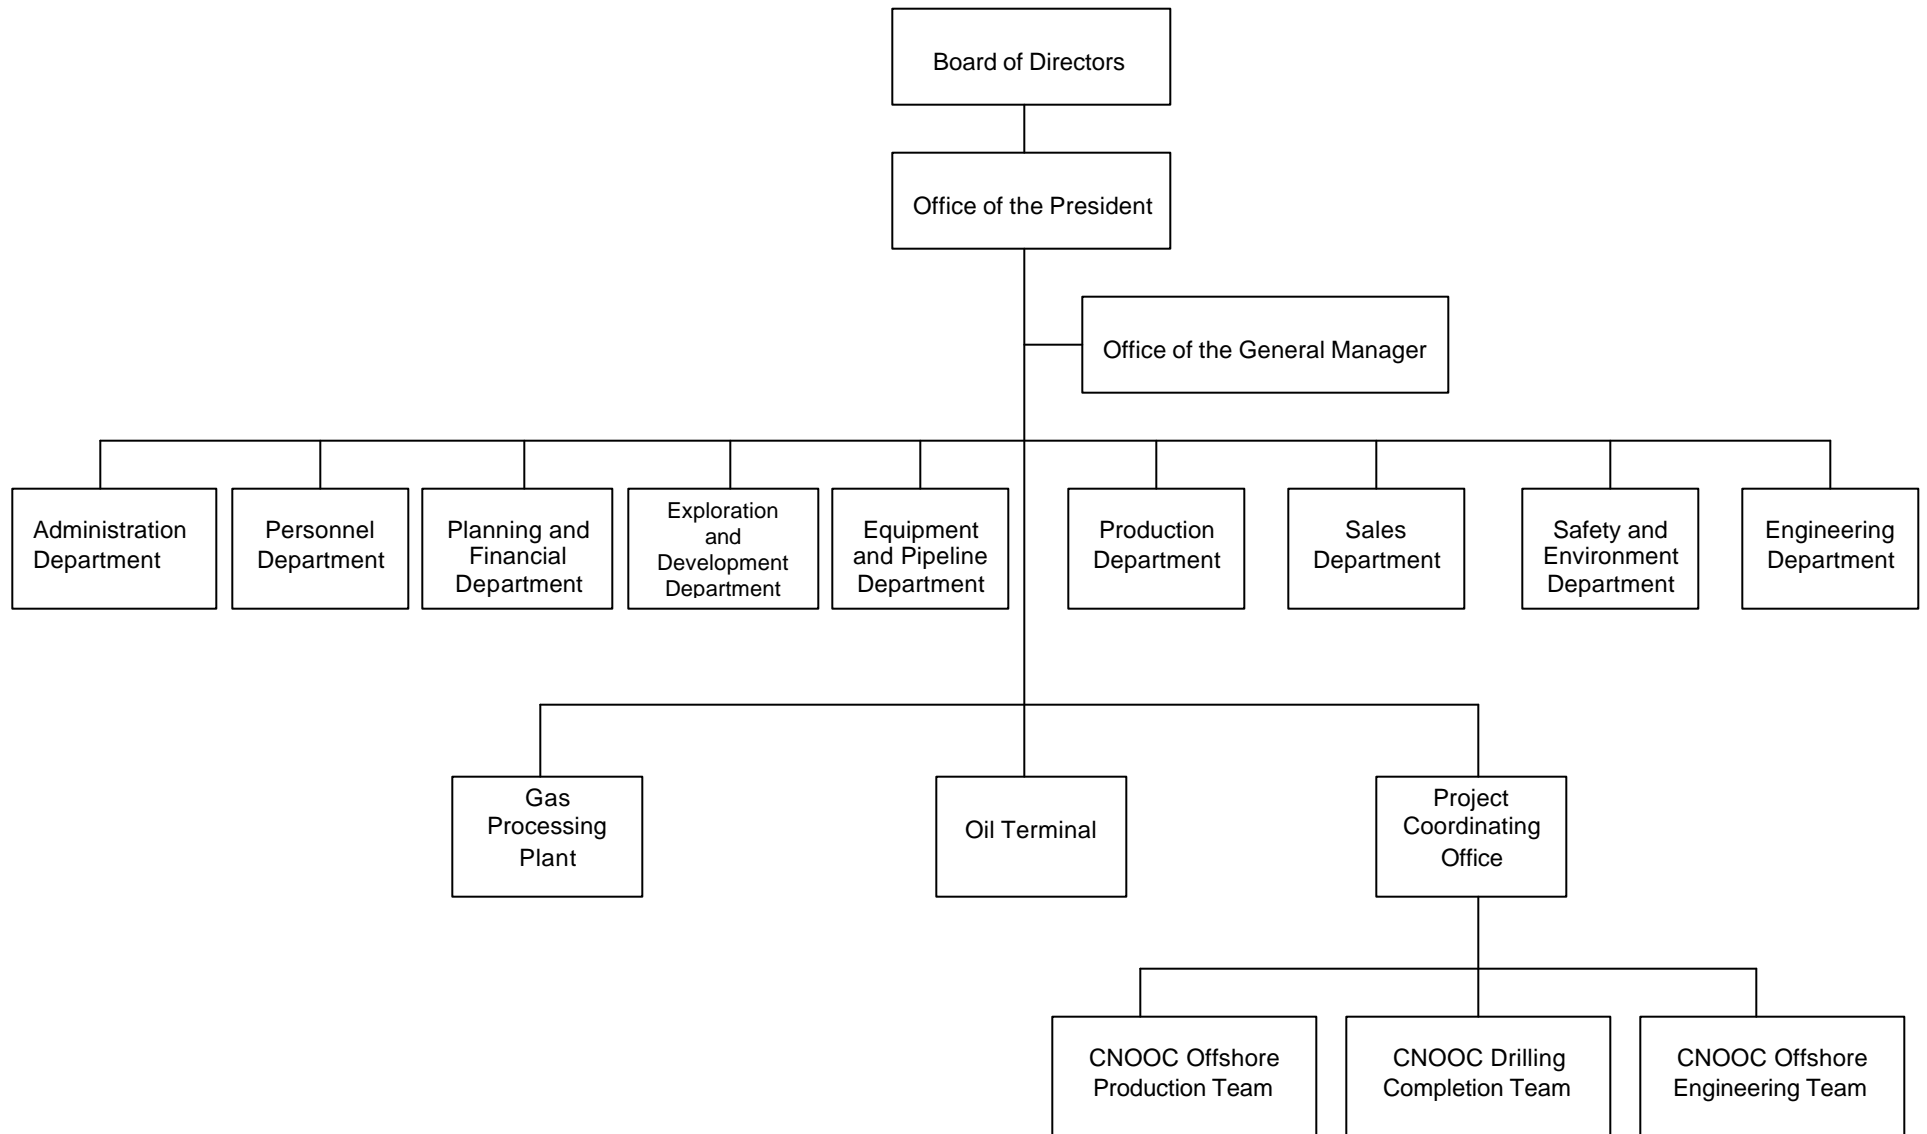 Board of Directors
Office of the President
Office of the General Manager
Administration
Department
Personnel
Department
Planning and
Financial
Department
Exploration
and
Development
Department
Equipment
and Pipeline
Department
Production
Department
Sales
Department
Safety and
Environment
Department
Engineering
Department
Gas
Processing
Plant
Oil Terminal
Project
Coordinating
Office
CNOOC Offshore
Production Team
CNOOC Drilling
Completion Team
CNOOC Offshore
Engineering Team